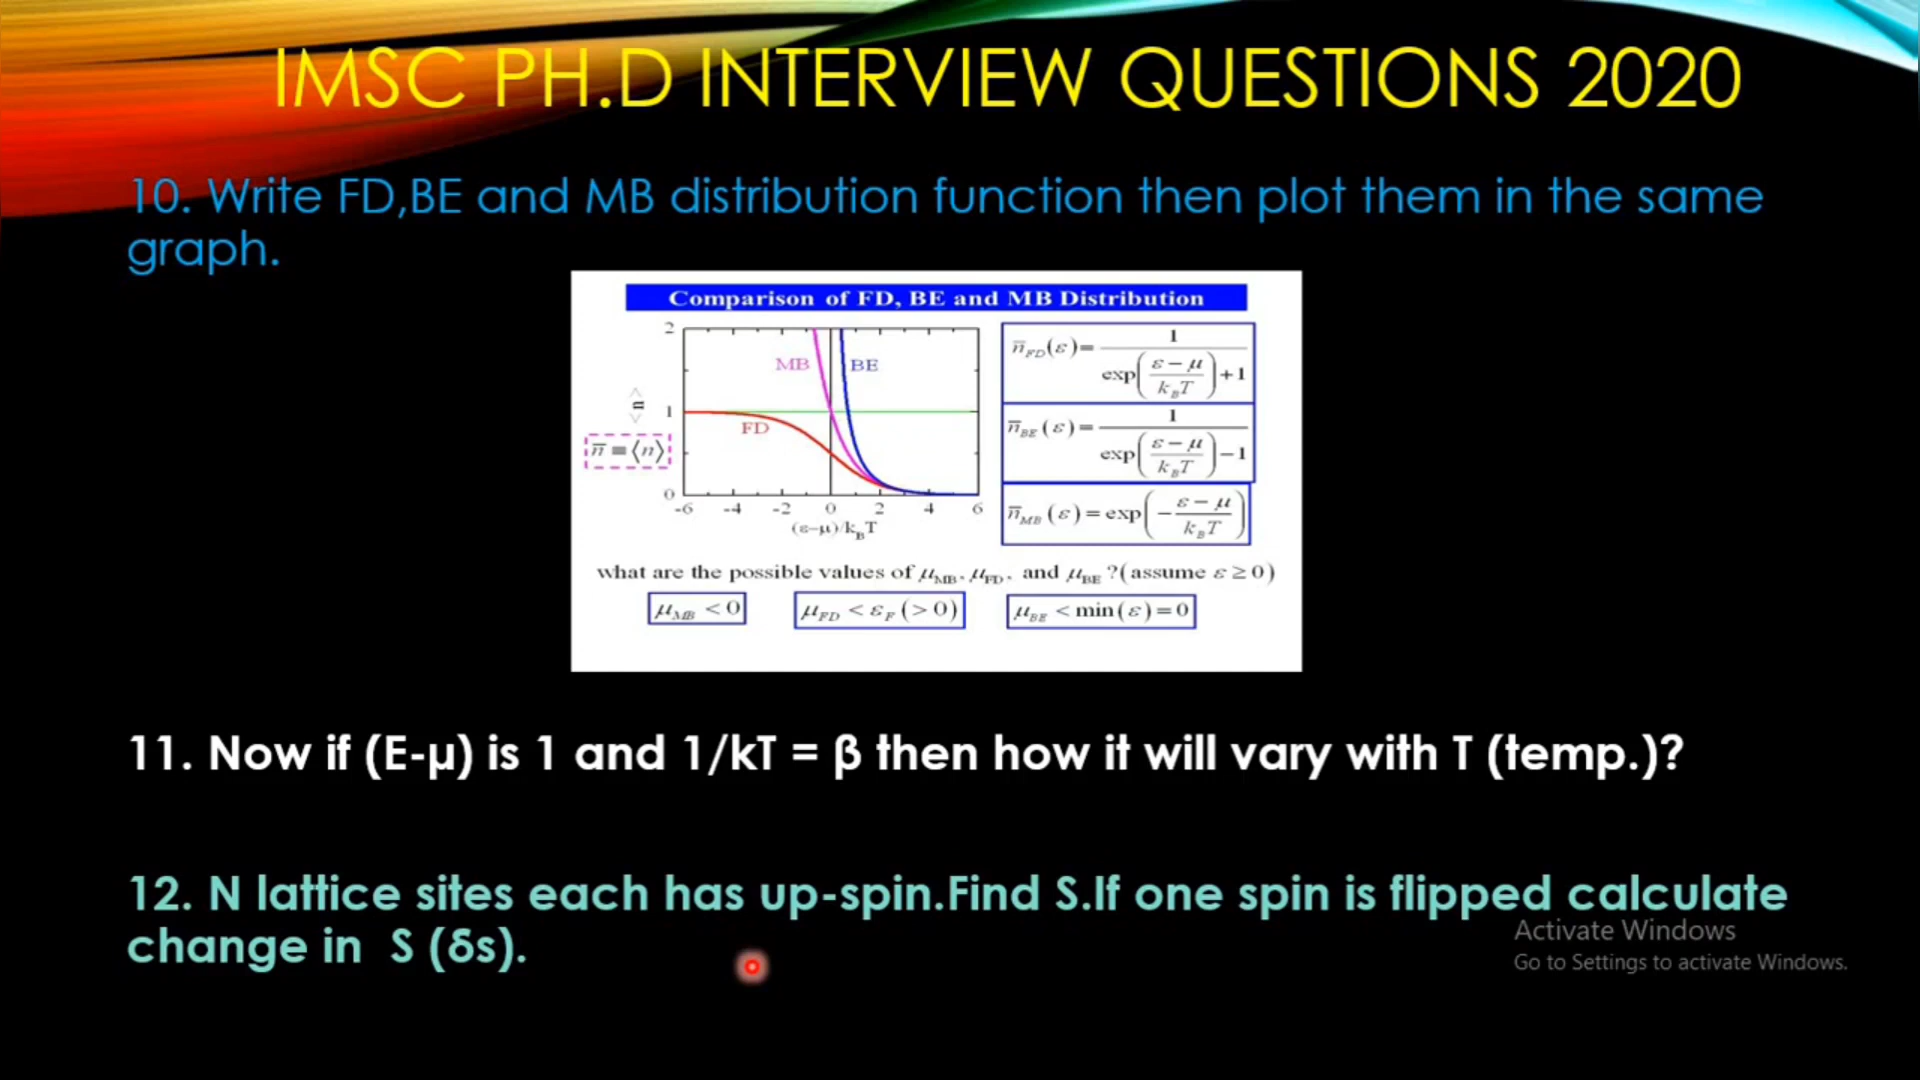 IMSC PH.D INTERVIEW QUESTIONS 2020
10. Write FD,BE and MB distribution function then plot them in the same
graph.
Comparison of FD, BE and MB Distribution
2
MB
BE
<n>
1
FD
n̅ ≡ ⟨n⟩
0
-6 -4 -2 0 2 4 6
(ε−μ)/k_BT
n̅_FD(ε)= 1 / (exp((ε−μ)/(k_BT))+1)
n̅_BE(ε)= 1 / (exp((ε−μ)/(k_BT))−1)
n̅_MB(ε)=exp(−(ε−μ)/(k_BT))
what are the possible values of μ_MB, μ_FD, and μ_BE ?(assume ε≥0)
μ_MB <0
μ_FD <ε_F (>0)
μ_BE <min(ε)=0
11. Now if (E-μ) is 1 and 1/kT = β then how it will vary with T (temp.)?
12. N lattice sites each has up-spin.Find S.If one spin is flipped calculate
change in S (δs).
Activate Windows
Go to Settings to activate Windows.